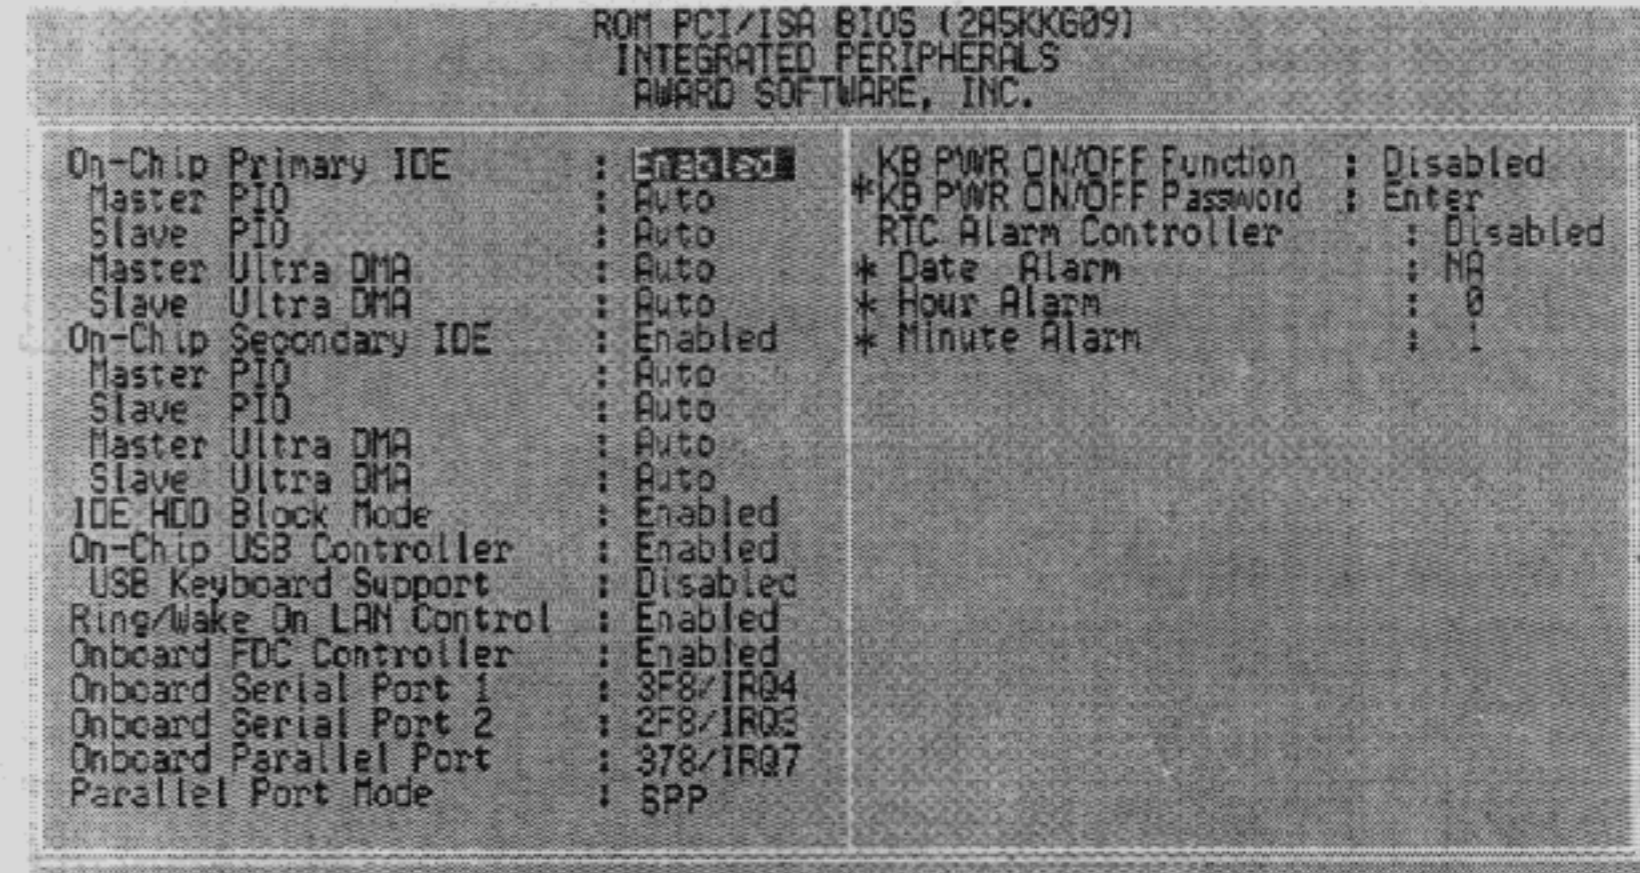 ROM PCI/ISA BIOS (2A5KKG09)
INTEGRATED PERIPHERALS
AWARD SOFTWARE, INC.
On-Chip Primary IDE : Enabled
Master PIO : Auto
Slave PIO : Auto
Master Ultra DMA : Auto
Slave Ultra DMA : Auto
On-Chip Secondary IDE : Enabled
Master PIO : Auto
Slave PIO : Auto
Master Ultra DMA : Auto
Slave Ultra DMA : Auto
IDE HDD Block Mode : Enabled
On-Chip USB Controller : Enabled
USB Keyboard Support : Disabled
Ring/Wake On LAN Control : Enabled
Onboard FDC Controller : Enabled
Onboard Serial Port 1 : 3F8/IRQ4
Onboard Serial Port 2 : 2F8/IRQ3
Onboard Parallel Port : 378/IRQ7
Parallel Port Mode : SPP
KB PWR ON/OFF Function : Disabled
*KB PWR ON/OFF Password : Enter
RTC Alarm Controller : Disabled
* Date Alarm : NA
* Hour Alarm : 0
* Minute Alarm : 1